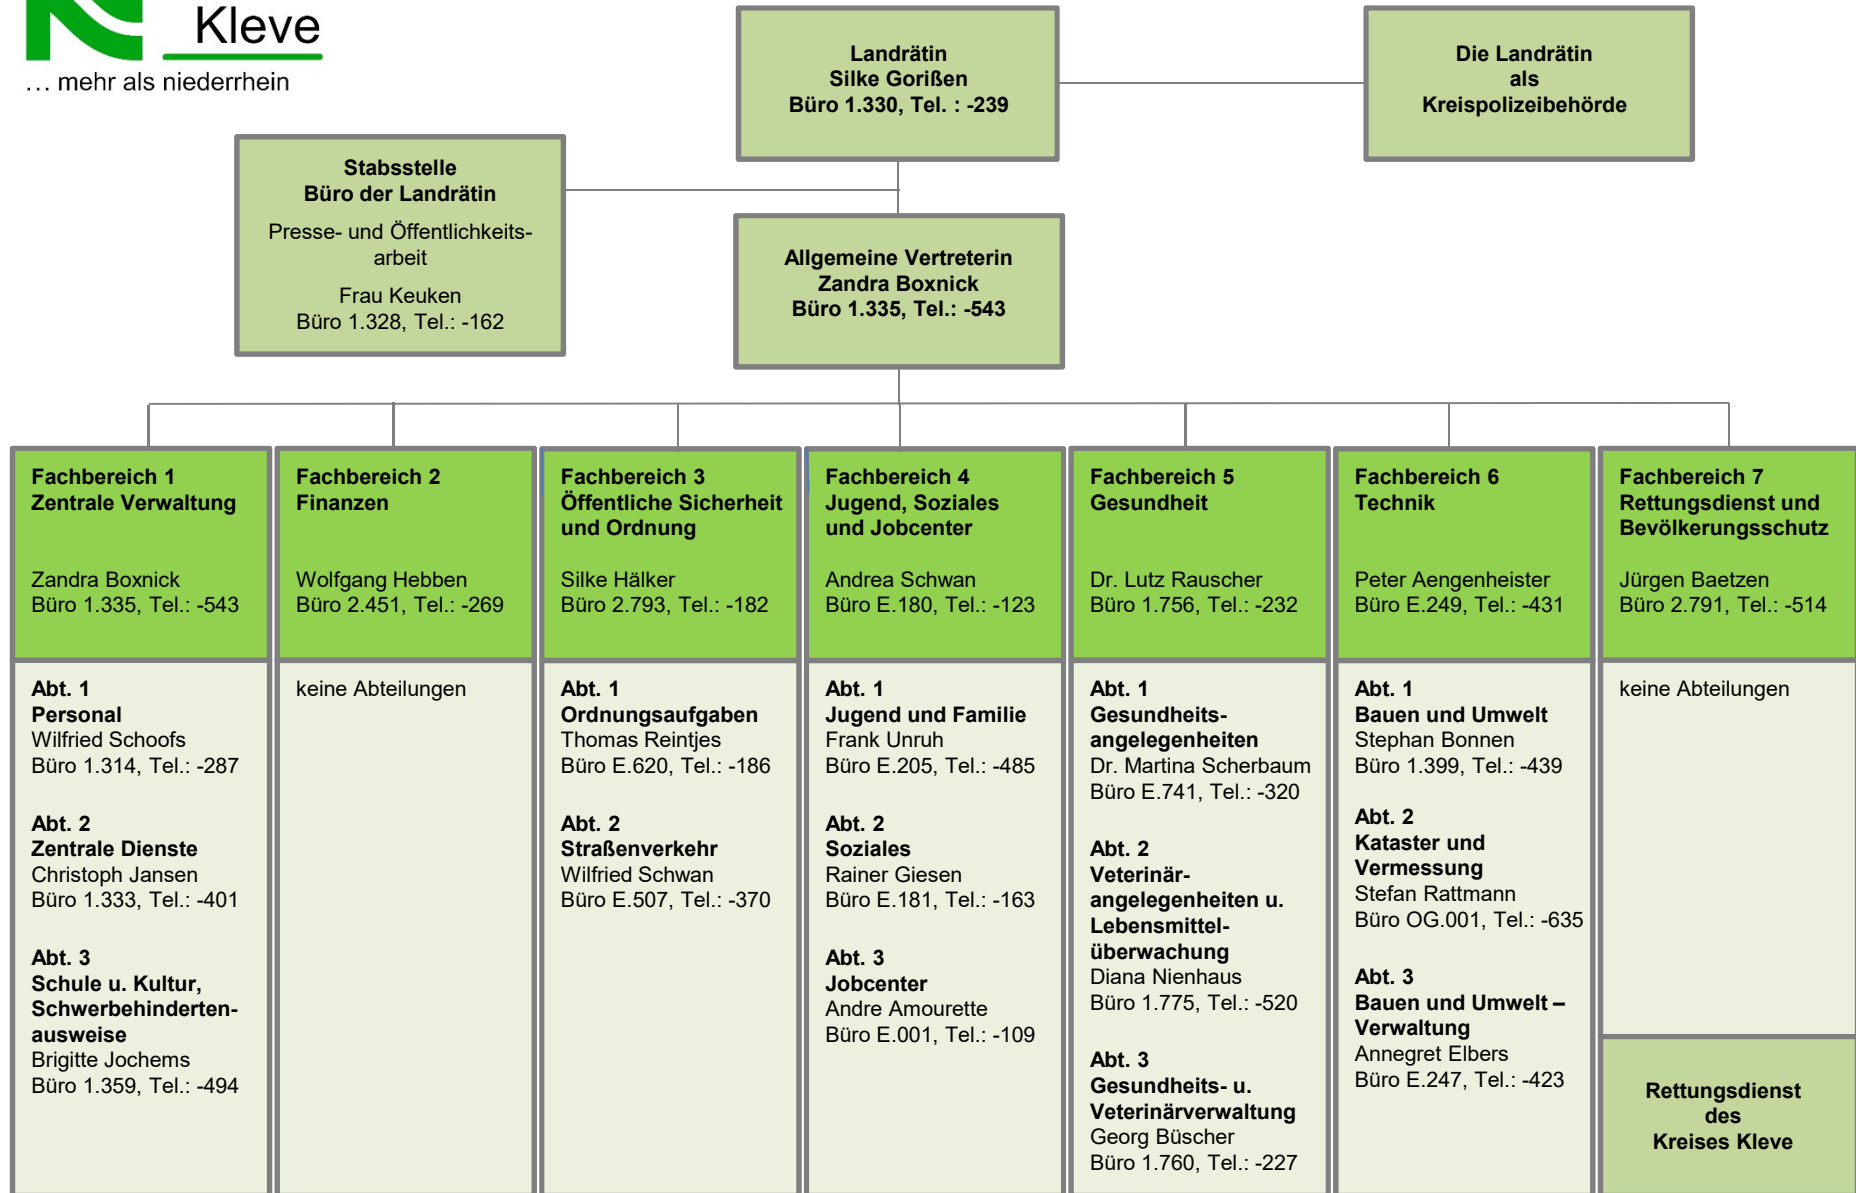 Kleve
... mehr als niederrhein
Landrätin
Silke Gorißen
Büro 1.330, Tel. : -239
Die Landrätin
als
Kreispolizeibehörde
Stabsstelle
Büro der Landrätin
Presse- und Öffentlichkeits-
arbeit
Frau Keuken
Büro 1.328, Tel.: -162
Allgemeine Vertreterin
Zandra Boxnick
Büro 1.335, Tel.: -543
Fachbereich 1
Zentrale Verwaltung
Zandra Boxnick
Büro 1.335, Tel.: -543
Abt. 1
Personal
Wilfried Schoofs
Büro 1.314, Tel.: -287
Abt. 2
Zentrale Dienste
Christoph Jansen
Büro 1.333, Tel.: -401
Abt. 3
Schule u. Kultur,
Schwerbehinderten-
ausweise
Brigitte Jochems
Büro 1.359, Tel.: -494
Fachbereich 2
Finanzen
Wolfgang Hebben
Büro 2.451, Tel.: -269
keine Abteilungen
Fachbereich 3
Öffentliche Sicherheit
und Ordnung
Silke Hälker
Büro 2.793, Tel.: -182
Abt. 1
Ordnungsaufgaben
Thomas Reintjes
Büro E.620, Tel.: -186
Abt. 2
Straßenverkehr
Wilfried Schwan
Büro E.507, Tel.: -370
Fachbereich 4
Jugend, Soziales
und Jobcenter
Andrea Schwan
Büro E.180, Tel.: -123
Abt. 1
Jugend und Familie
Frank Unruh
Büro E.205, Tel.: -485
Abt. 2
Soziales
Rainer Giesen
Büro E.181, Tel.: -163
Abt. 3
Jobcenter
Andre Amourette
Büro E.001, Tel.: -109
Fachbereich 5
Gesundheit
Dr. Lutz Rauscher
Büro 1.756, Tel.: -232
Abt. 1
Gesundheits-
angelegenheiten
Dr. Martina Scherbaum
Büro E.741, Tel.: -320
Abt. 2
Veterinär-
angelegenheiten u.
Lebensmittel-
überwachung
Diana Nienhaus
Büro 1.775, Tel.: -520
Abt. 3
Gesundheits- u.
Veterinärverwaltung
Georg Büscher
Büro 1.760, Tel.: -227
Fachbereich 6
Technik
Peter Aengenheister
Büro E.249, Tel.: -431
Abt. 1
Bauen und Umwelt
Stephan Bonnen
Büro 1.399, Tel.: -439
Abt. 2
Kataster und
Vermessung
Stefan Rattmann
Büro OG.001, Tel.: -635
Abt. 3
Bauen und Umwelt –
Verwaltung
Annegret Elbers
Büro E.247, Tel.: -423
Fachbereich 7
Rettungsdienst und
Bevölkerungsschutz
Jürgen Baetzen
Büro 2.791, Tel.: -514
keine Abteilungen
Rettungsdienst
des
Kreises Kleve